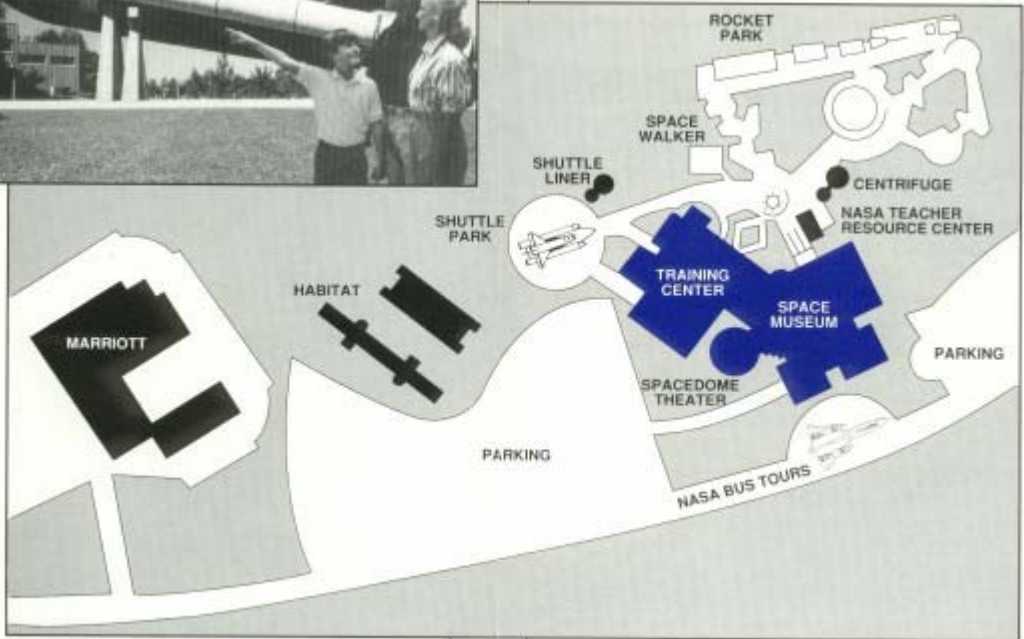 ROCKET
PARK
SPACE
WALKER
SHUTTLE
LINER
CENTRIFUGE
SHUTTLE
PARK
NASA TEACHER
RESOURCE CENTER
TRAINING
CENTER
HABITAT
SPACE
MUSEUM
MARRIOTT
PARKING
SPACEDOME
THEATER
PARKING
NASA BUS TOURS